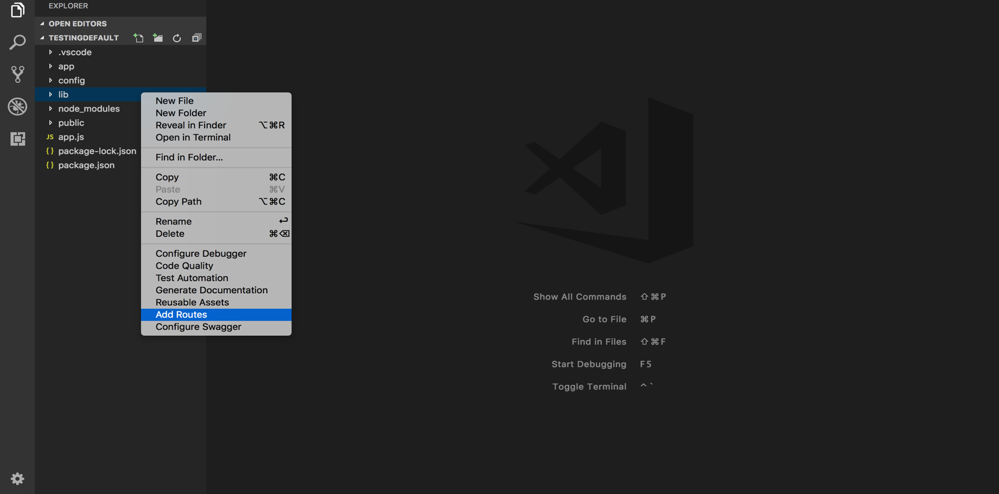 EXPLORER
OPEN EDITORS
TESTINGDEFAULT
.vscode
app
config
lib
node_modules
public
JS app.js
{} package-lock.json
{} package.json
New File
New Folder
Reveal in Finder ⌥⌘R
Open in Terminal
Find in Folder...
Copy ⌘C
Paste ⌘V
Copy Path ⌥⌘C
Rename ↩
Delete ⌘⌫
Configure Debugger
Code Quality
Test Automation
Generate Documentation
Reusable Assets
Add Routes
Configure Swagger
Show All Commands ⇧⌘P
Go to File ⌘P
Find in Files ⇧⌘F
Start Debugging F5
Toggle Terminal ^`